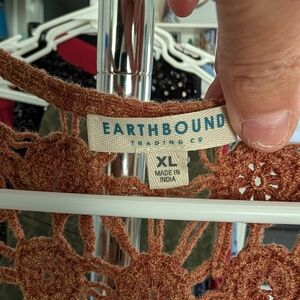 EARTHBOUND
TRADING CO
XL
MADE IN
INDIA